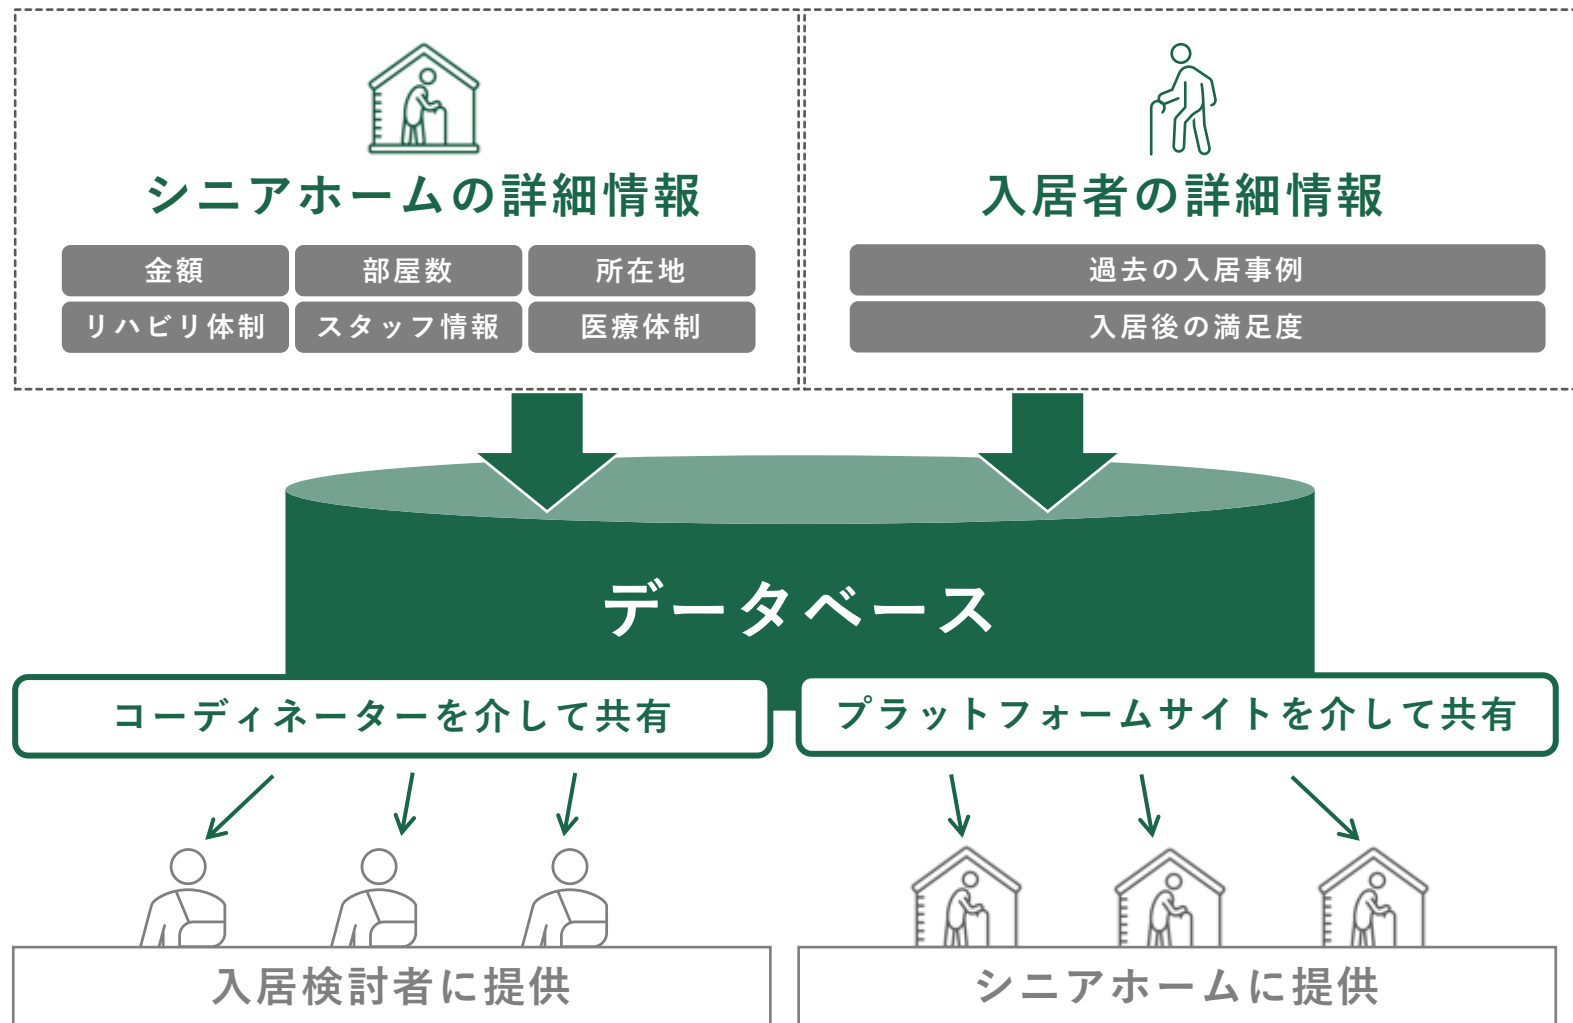 シニアホームの詳細情報
金額
部屋数
所在地
リハビリ体制
スタッフ情報
医療体制
入居者の詳細情報
過去の入居事例
入居後の満足度
データベース
コーディネーターを介して共有
プラットフォームサイトを介して共有
入居検討者に提供
シニアホームに提供